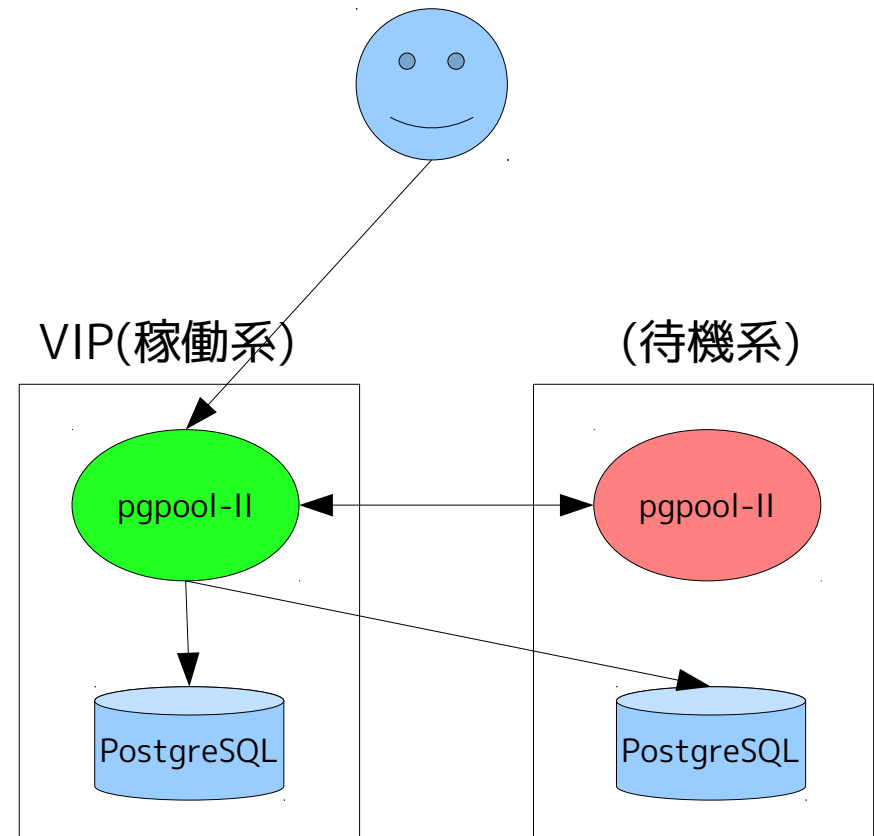 VIP(稼働系)
(待機系)
pgpool-II
pgpool-II
PostgreSQL
PostgreSQL